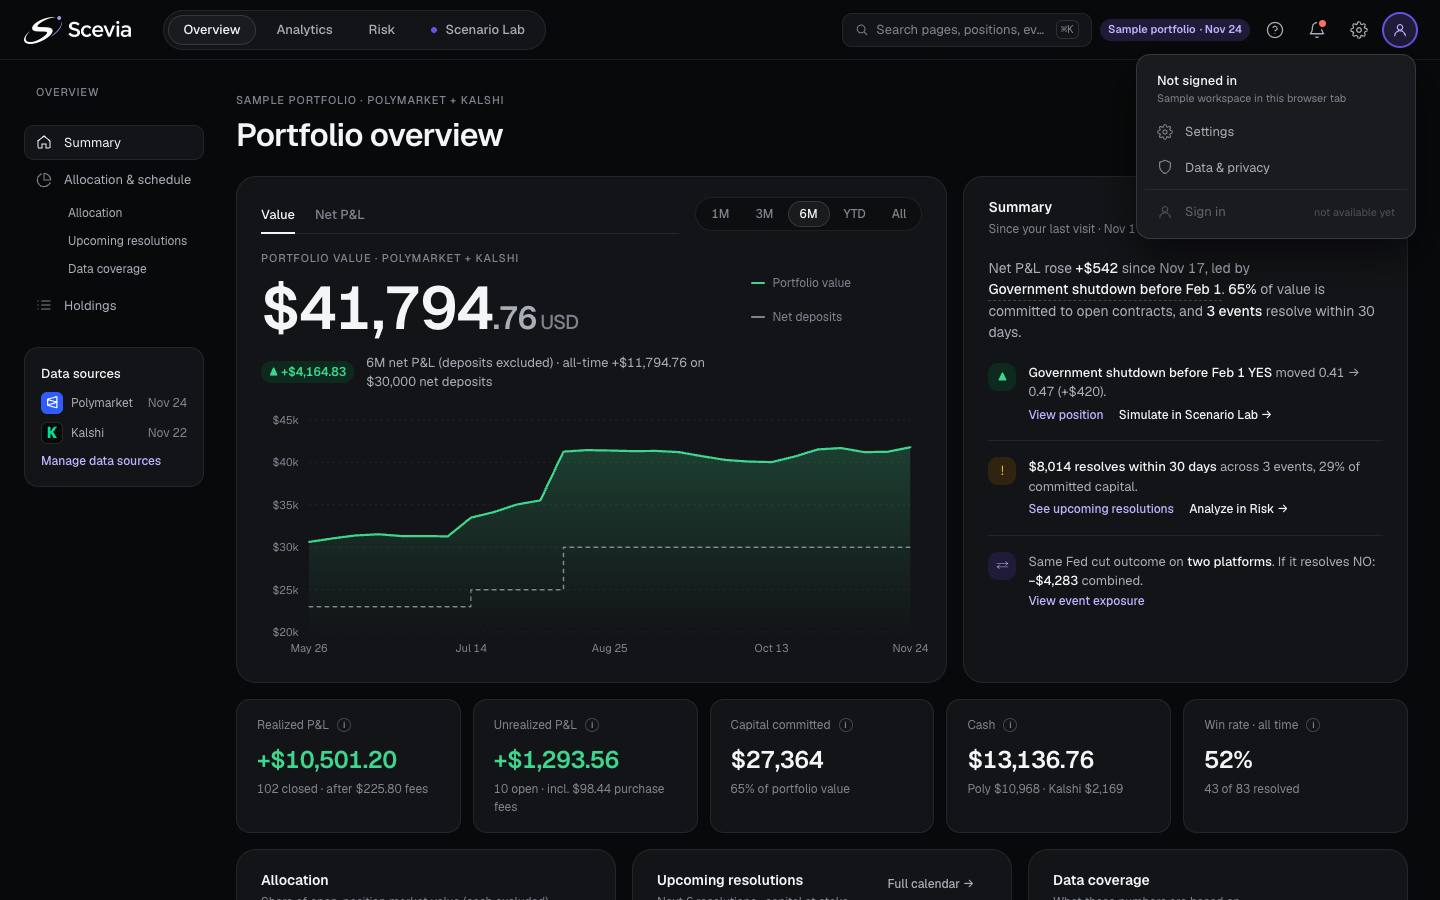 Scevia
Overview
Analytics
Risk
Scenario Lab
Search pages, positions, ev…
⌘K
Sample portfolio · Nov 24
OVERVIEW
Summary
Allocation & schedule
Allocation
Upcoming resolutions
Data coverage
Holdings
Data sources
Polymarket Nov 24
Kalshi Nov 22
Manage data sources
SAMPLE PORTFOLIO · POLYMARKET + KALSHI
Portfolio overview
Not signed in
Sample workspace in this browser tab
Settings
Data & privacy
Sign in not available yet
Value
Net P&L
1M
3M
6M
YTD
All
PORTFOLIO VALUE · POLYMARKET + KALSHI
$41,794.76 USD
Portfolio value
Net deposits
▲ +$4,164.83
6M net P&L (deposits excluded) · all-time +$11,794.76 on
$30,000 net deposits
$45k
$40k
$35k
$30k
$25k
$20k
May 26
Jul 14
Aug 25
Oct 13
Nov 24
Summary
Since your last visit · Nov 1
Net P&L rose +$542 since Nov 17, led by
Government shutdown before Feb 1. 65% of value is
committed to open contracts, and 3 events resolve within 30
days.
▲
Government shutdown before Feb 1 YES moved 0.41 →
0.47 (+$420).
View position
Simulate in Scenario Lab →
!
$8,014 resolves within 30 days across 3 events, 29% of
committed capital.
See upcoming resolutions
Analyze in Risk →
Same Fed cut outcome on two platforms. If it resolves NO:
−$4,283 combined.
View event exposure
Realized P&L i
+$10,501.20
102 closed · after $225.80 fees
Unrealized P&L i
+$1,293.56
10 open · incl. $98.44 purchase
fees
Capital committed i
$27,364
65% of portfolio value
Cash i
$13,136.76
Poly $10,968 · Kalshi $2,169
Win rate · all time i
52%
43 of 83 resolved
Allocation
Upcoming resolutions
Full calendar →
Data coverage